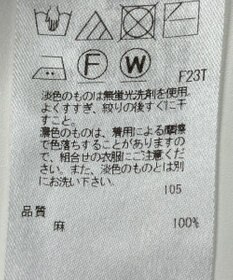 F W F23T
淡色のものは無蛍光洗剤を使用。
よくすすぎ、絞りの後すぐに干
すこと。
濃色のものは、着用による摩擦
で色落ちすることがありますの
で、組合せの衣服にご注意くだ
さい。また、淡色のものとは別
にお洗い下さい。
105
品質
麻 100%